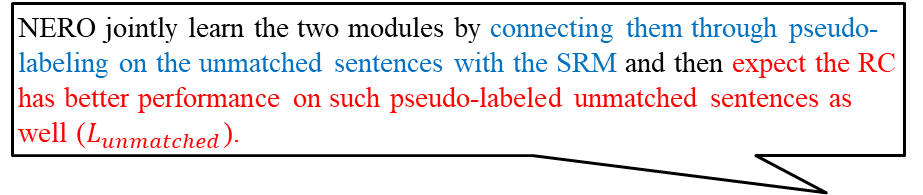 NERO jointly learn the two modules by connecting them through pseudo-
labeling on the unmatched sentences with the SRM and then expect the RC
has better performance on such pseudo-labeled unmatched sentences as
well (L_unmatched).